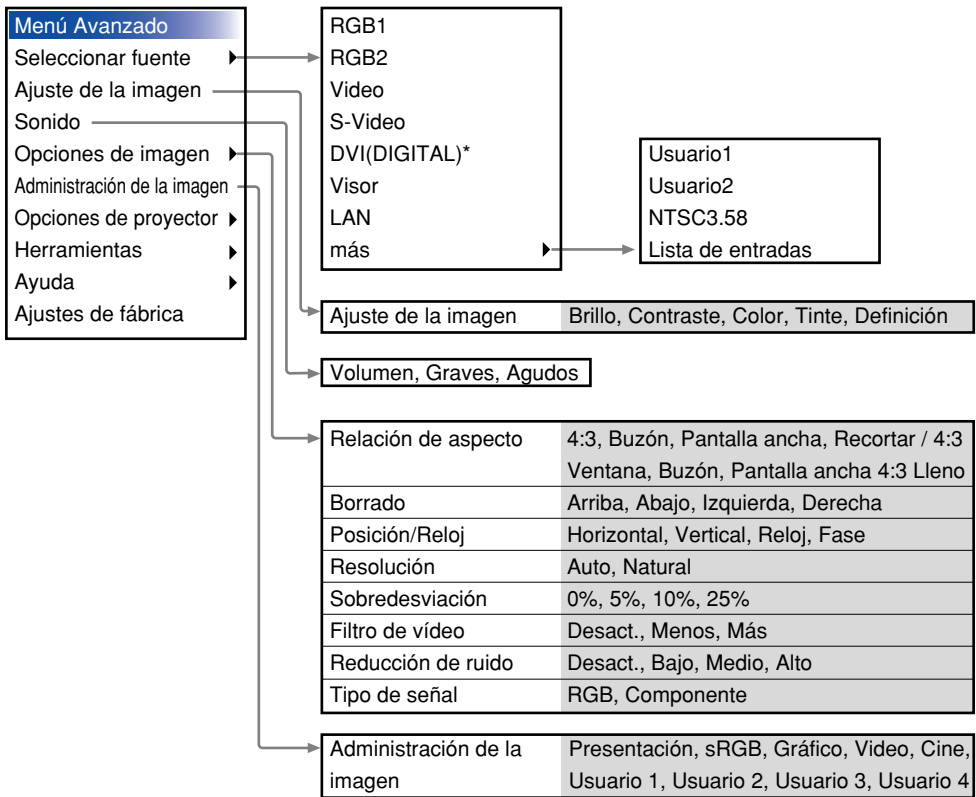 Menú Avanzado
Seleccionar fuente
Ajuste de la imagen
Sonido
Opciones de imagen
Administración de la imagen
Opciones de proyector
Herramientas
Ayuda
Ajustes de fábrica
RGB1
RGB2
Video
S-Video
DVI(DIGITAL)*
Visor
LAN
más
Usuario1
Usuario2
NTSC3.58
Lista de entradas
Ajuste de la imagen Brillo, Contraste, Color, Tinte, Definición
Volumen, Graves, Agudos
Relación de aspecto 4:3, Buzón, Pantalla ancha, Recortar / 4:3
Ventana, Buzón, Pantalla ancha 4:3 Lleno
Borrado Arriba, Abajo, Izquierda, Derecha
Posición/Reloj Horizontal, Vertical, Reloj, Fase
Resolución Auto, Natural
Sobredesviación 0%, 5%, 10%, 25%
Filtro de vídeo Desact., Menos, Más
Reducción de ruido Desact., Bajo, Medio, Alto
Tipo de señal RGB, Componente
Administración de la Presentación, sRGB, Gráfico, Video, Cine,
imagen Usuario 1, Usuario 2, Usuario 3, Usuario 4